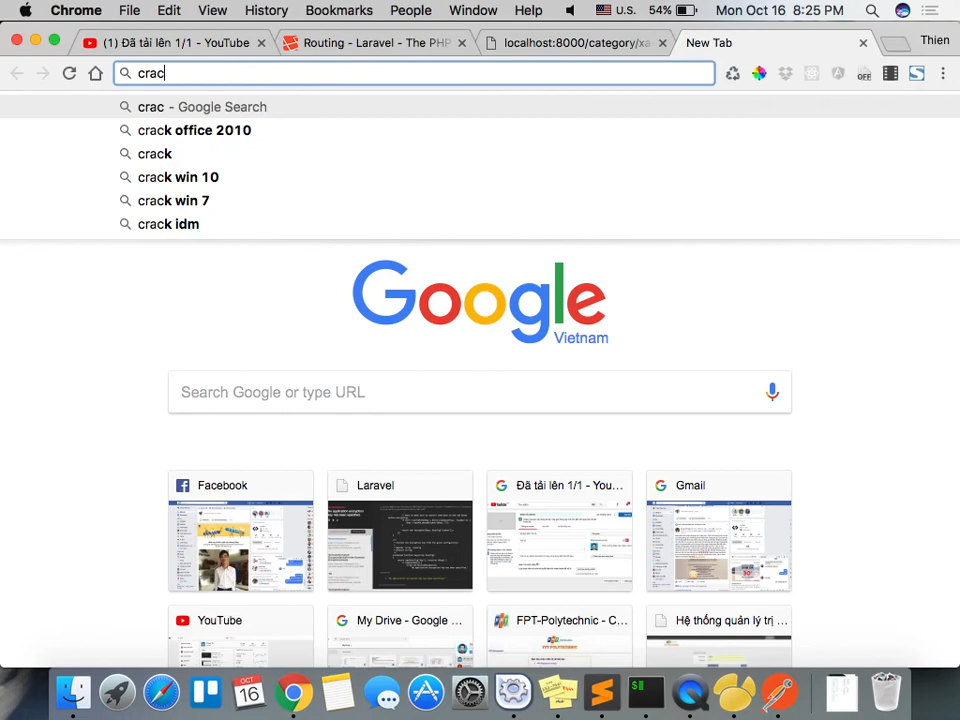 Chrome File Edit View History Bookmarks People Window Help U.S. 54% Mon Oct 16 8:25 PM
(1) Đã tải lên 1/1 - YouTube Routing - Laravel - The PHP localhost:8000/category/xa New Tab Thien
crac
OFF
crac - Google Search
crack office 2010
crack
crack win 10
crack win 7
crack idm
Google
Vietnam
Search Google or type URL
Facebook Laravel Đã tải lên 1/1 - You... Gmail
YouTube My Drive - Google ... FPT-Polytechnic - C... Hệ thống quản lý trị ...
OCT
16